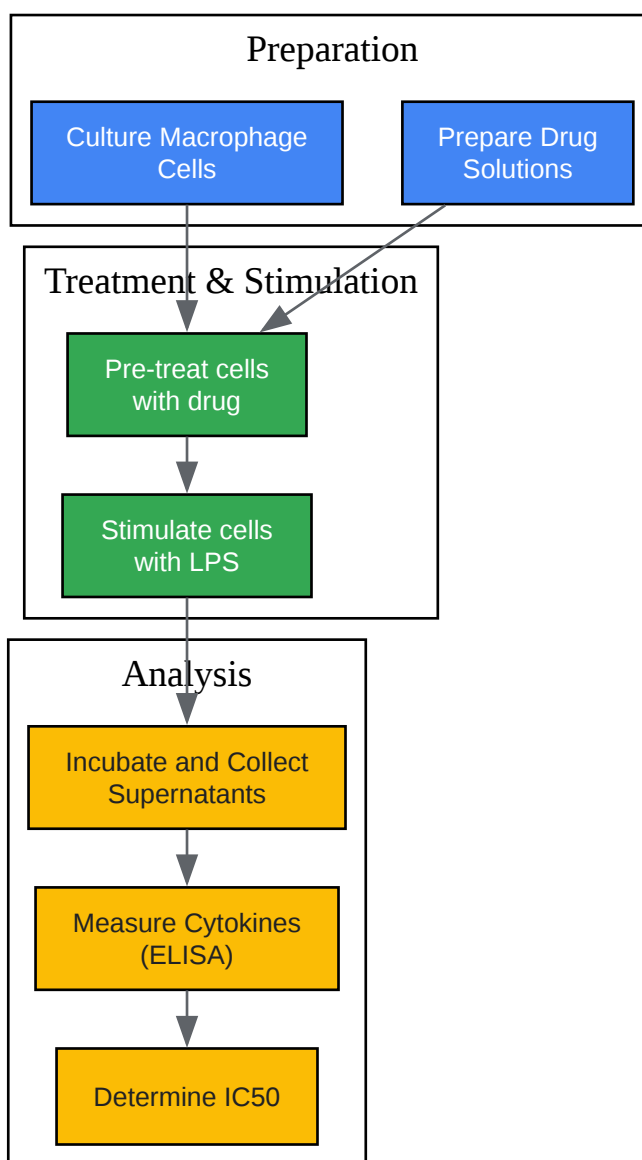 Preparation
Culture Macrophage
Cells
Prepare Drug
Solutions
Treatment & Stimulation
Pre-treat cells
with drug
Stimulate cells
with LPS
Analysis
Incubate and Collect
Supernatants
Measure Cytokines
(ELISA)
Determine IC50